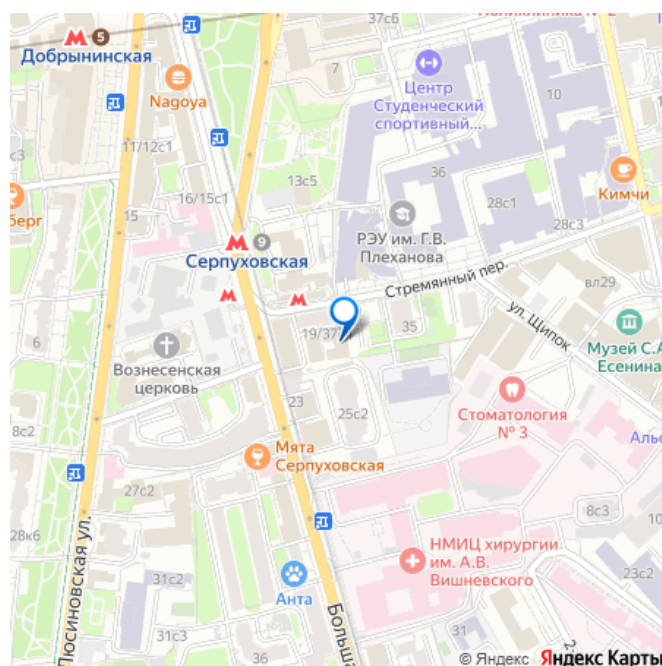 37с6
Поликлиника № 2
5
Добрынинская
7
Nagoya
Центр
Студенческий
спортивный...
10
с3
11/12с1
13с5
36
28с1
Кимчи
16/15с1
15
берг
9
Серпуховская
РЭУ им. Г.В.
Плеханова
28с3
Стремянный пер.
вл29
ул. Щипок
19/37
35
Музей С.А
Есенина
Вознесенская
церковь
6
23
25с2
Стоматология
№ 3
8с2
Мята
Серпуховская
27с2
28к6
8с3
НМИЦ хирургии
им. А.В.
Вишневского
31с2
Анта
23с2
Люсиновская ул.
Больша
31с3
© Яндекс Яндекс Карты